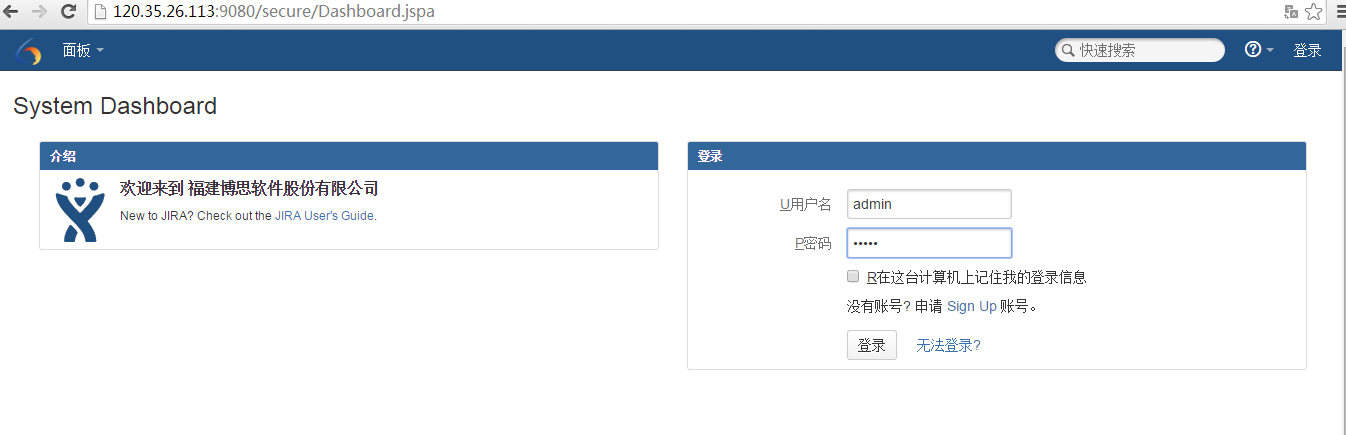 120.35.26.113:9080/secure/Dashboard.jspa
面板 快速搜索 登录
System Dashboard
介绍
欢迎来到 福建博思软件股份有限公司
New to JIRA? Check out the JIRA User's Guide.
登录
U用户名 admin
P密码 •••••
R在这台计算机上记住我的登录信息
没有账号? 申请 Sign Up 账号。
登录 无法登录?